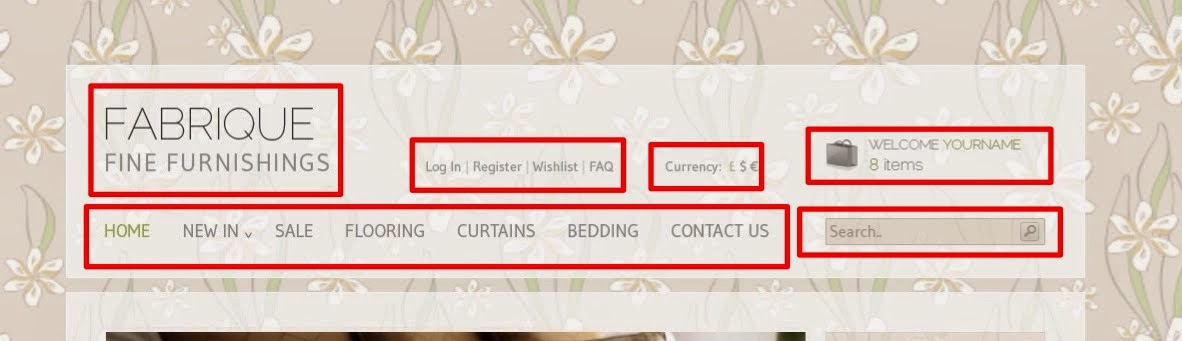 FABRIQUE
FINE FURNISHINGS
Log In | Register | Wishlist | FAQ
Currency: £ $ €
WELCOME YOURNAME
8 items
HOME NEW IN SALE FLOORING CURTAINS BEDDING CONTACT US
Search..